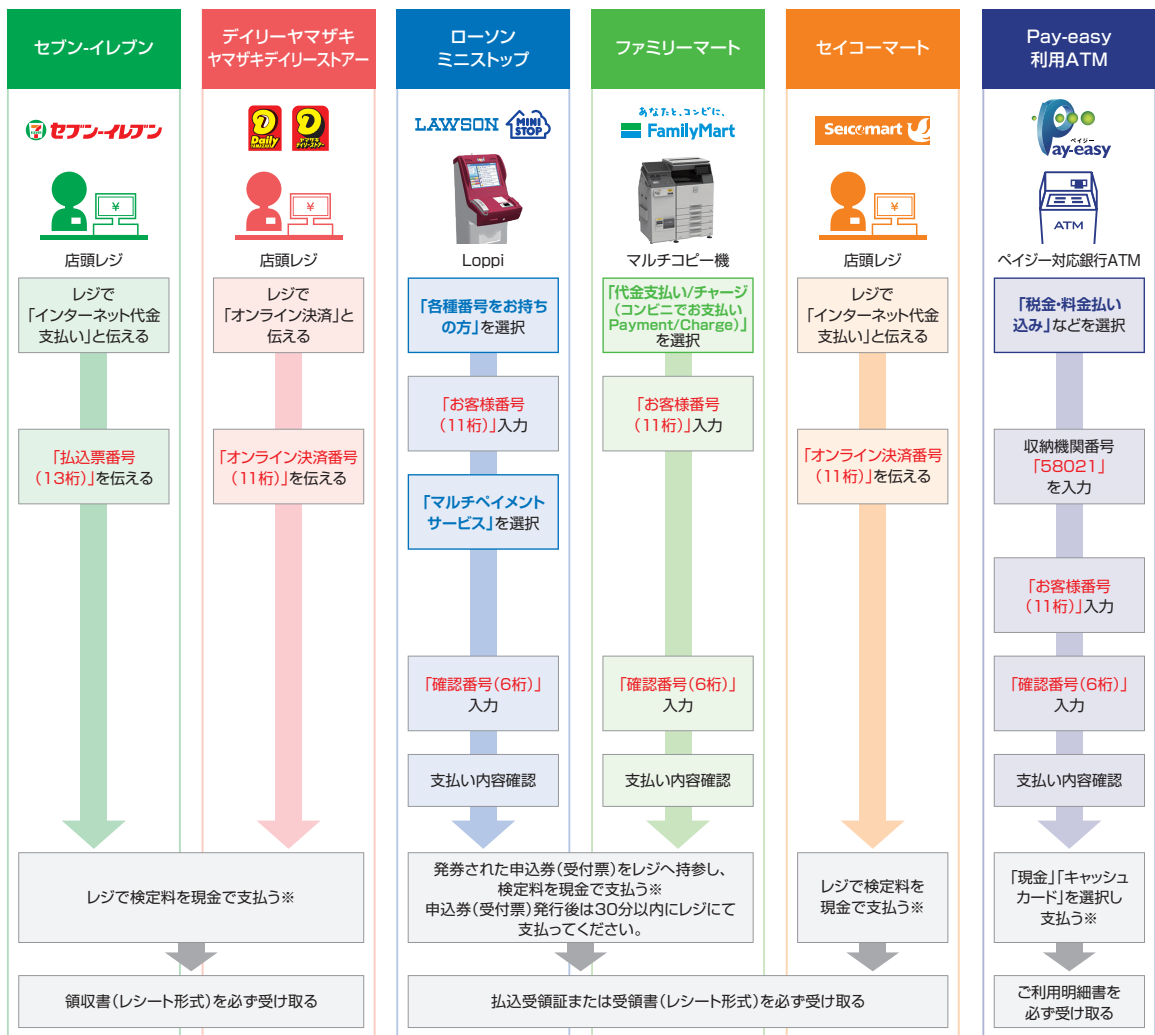 セブン-イレブン
デイリーヤマザキ
ヤマザキデイリーストアー
ローソン
ミニストップ
ファミリーマート
セイコーマート
Pay-easy
利用ATM
セブン-イレブン
Daily
YAMAZAKI
ヤマザキ
デイリーストアー
LAWSON
MINI
STOP
あなたと、コンビに、
FamilyMart
Seicomart
ペイジー
Pay-easy
¥
¥
¥
ATM
店頭レジ
店頭レジ
Loppi
マルチコピー機
店頭レジ
ペイジー対応銀行ATM
レジで
「インターネット代金
支払い」と伝える
レジで
「オンライン決済」と
伝える
「各種番号をお持ち
の方」を選択
「代金支払い/チャージ
(コンビニでお支払い
Payment/Charge)」
を選択
レジで
「インターネット代金
支払い」と伝える
「税金・料金払い
込み」などを選択
「お客様番号
(11桁)」入力
「お客様番号
(11桁)」入力
「払込票番号
(13桁)」を伝える
「オンライン決済番号
(11桁)」を伝える
「マルチペイメント
サービス」を選択
「オンライン決済番号
(11桁)」を伝える
収納機関番号
「58021」
を入力
「お客様番号
(11桁)」入力
「確認番号(6桁)」
入力
「確認番号(6桁)」
入力
「確認番号(6桁)」
入力
支払い内容確認
支払い内容確認
支払い内容確認
レジで検定料を現金で支払う※
発券された申込券(受付票)をレジへ持参し、
検定料を現金で支払う※
申込券(受付票)発行後は30分以内にレジにて
支払ってください。
レジで検定料を
現金で支払う※
「現金」「キャッシュ
カード」を選択し
支払う※
領収書(レシート形式)を必ず受け取る
払込受領証または受領書(レシート形式)を必ず受け取る
ご利用明細書を
必ず受け取る